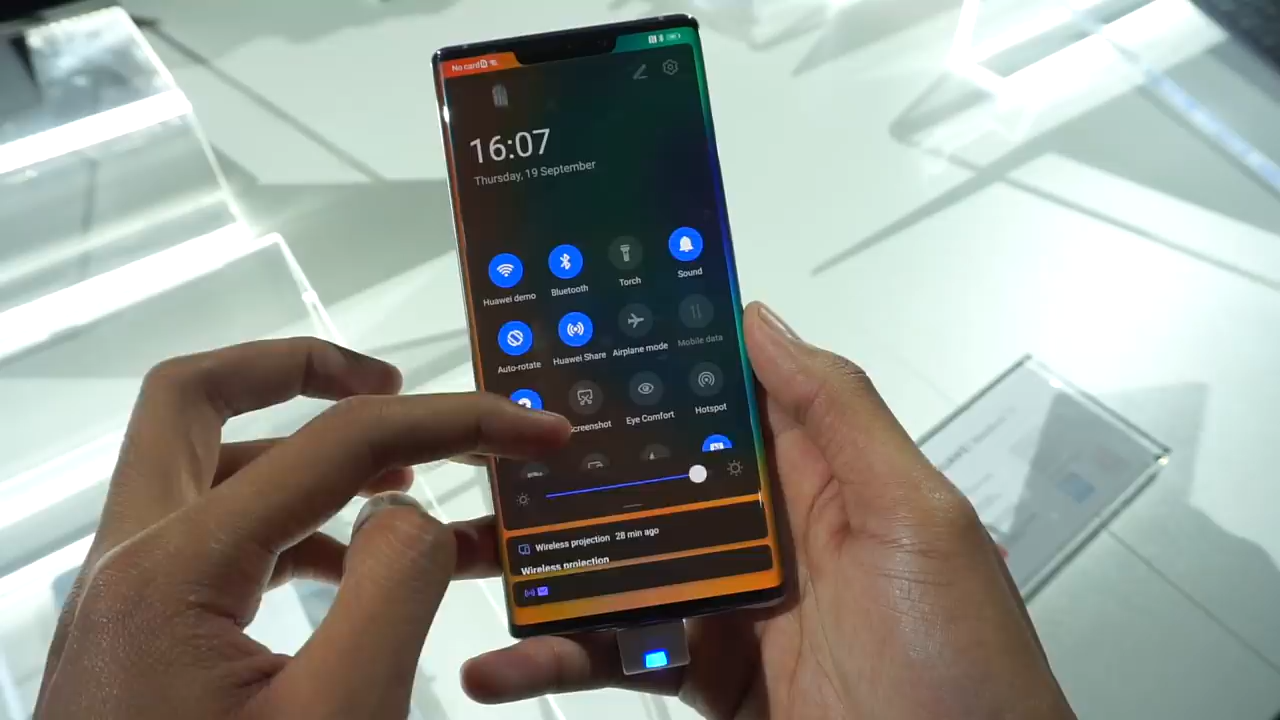 No card
16:07
Thursday, 19 September
Huawei demo
Bluetooth
Torch
Sound
Auto-rotate
Huawei Share
Airplane mode
Mobile data
Screenshot
Eye Comfort
Hotspot
Wireless projection 28 min ago
Wireless projection